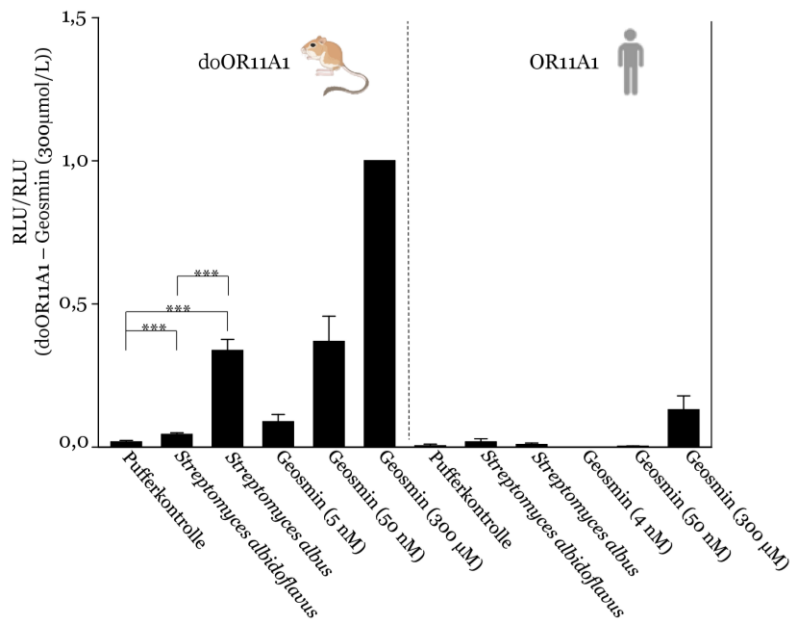 1,5
doOR11A1
OR11A1
1,0
RLU/RLU
(doOR11A1 – Geosmin (300µmol/L))
***
0,5
***
***
0,0
Pufferkontrolle
Streptomyces albidoflavus
Streptomyces albus
Geosmin (5 nM)
Geosmin (50 nM)
Geosmin (300 µM)
Pufferkontrolle
Streptomyces albidoflavus
Streptomyces albus
Geosmin (4 nM)
Geosmin (50 nM)
Geosmin (300 µM)